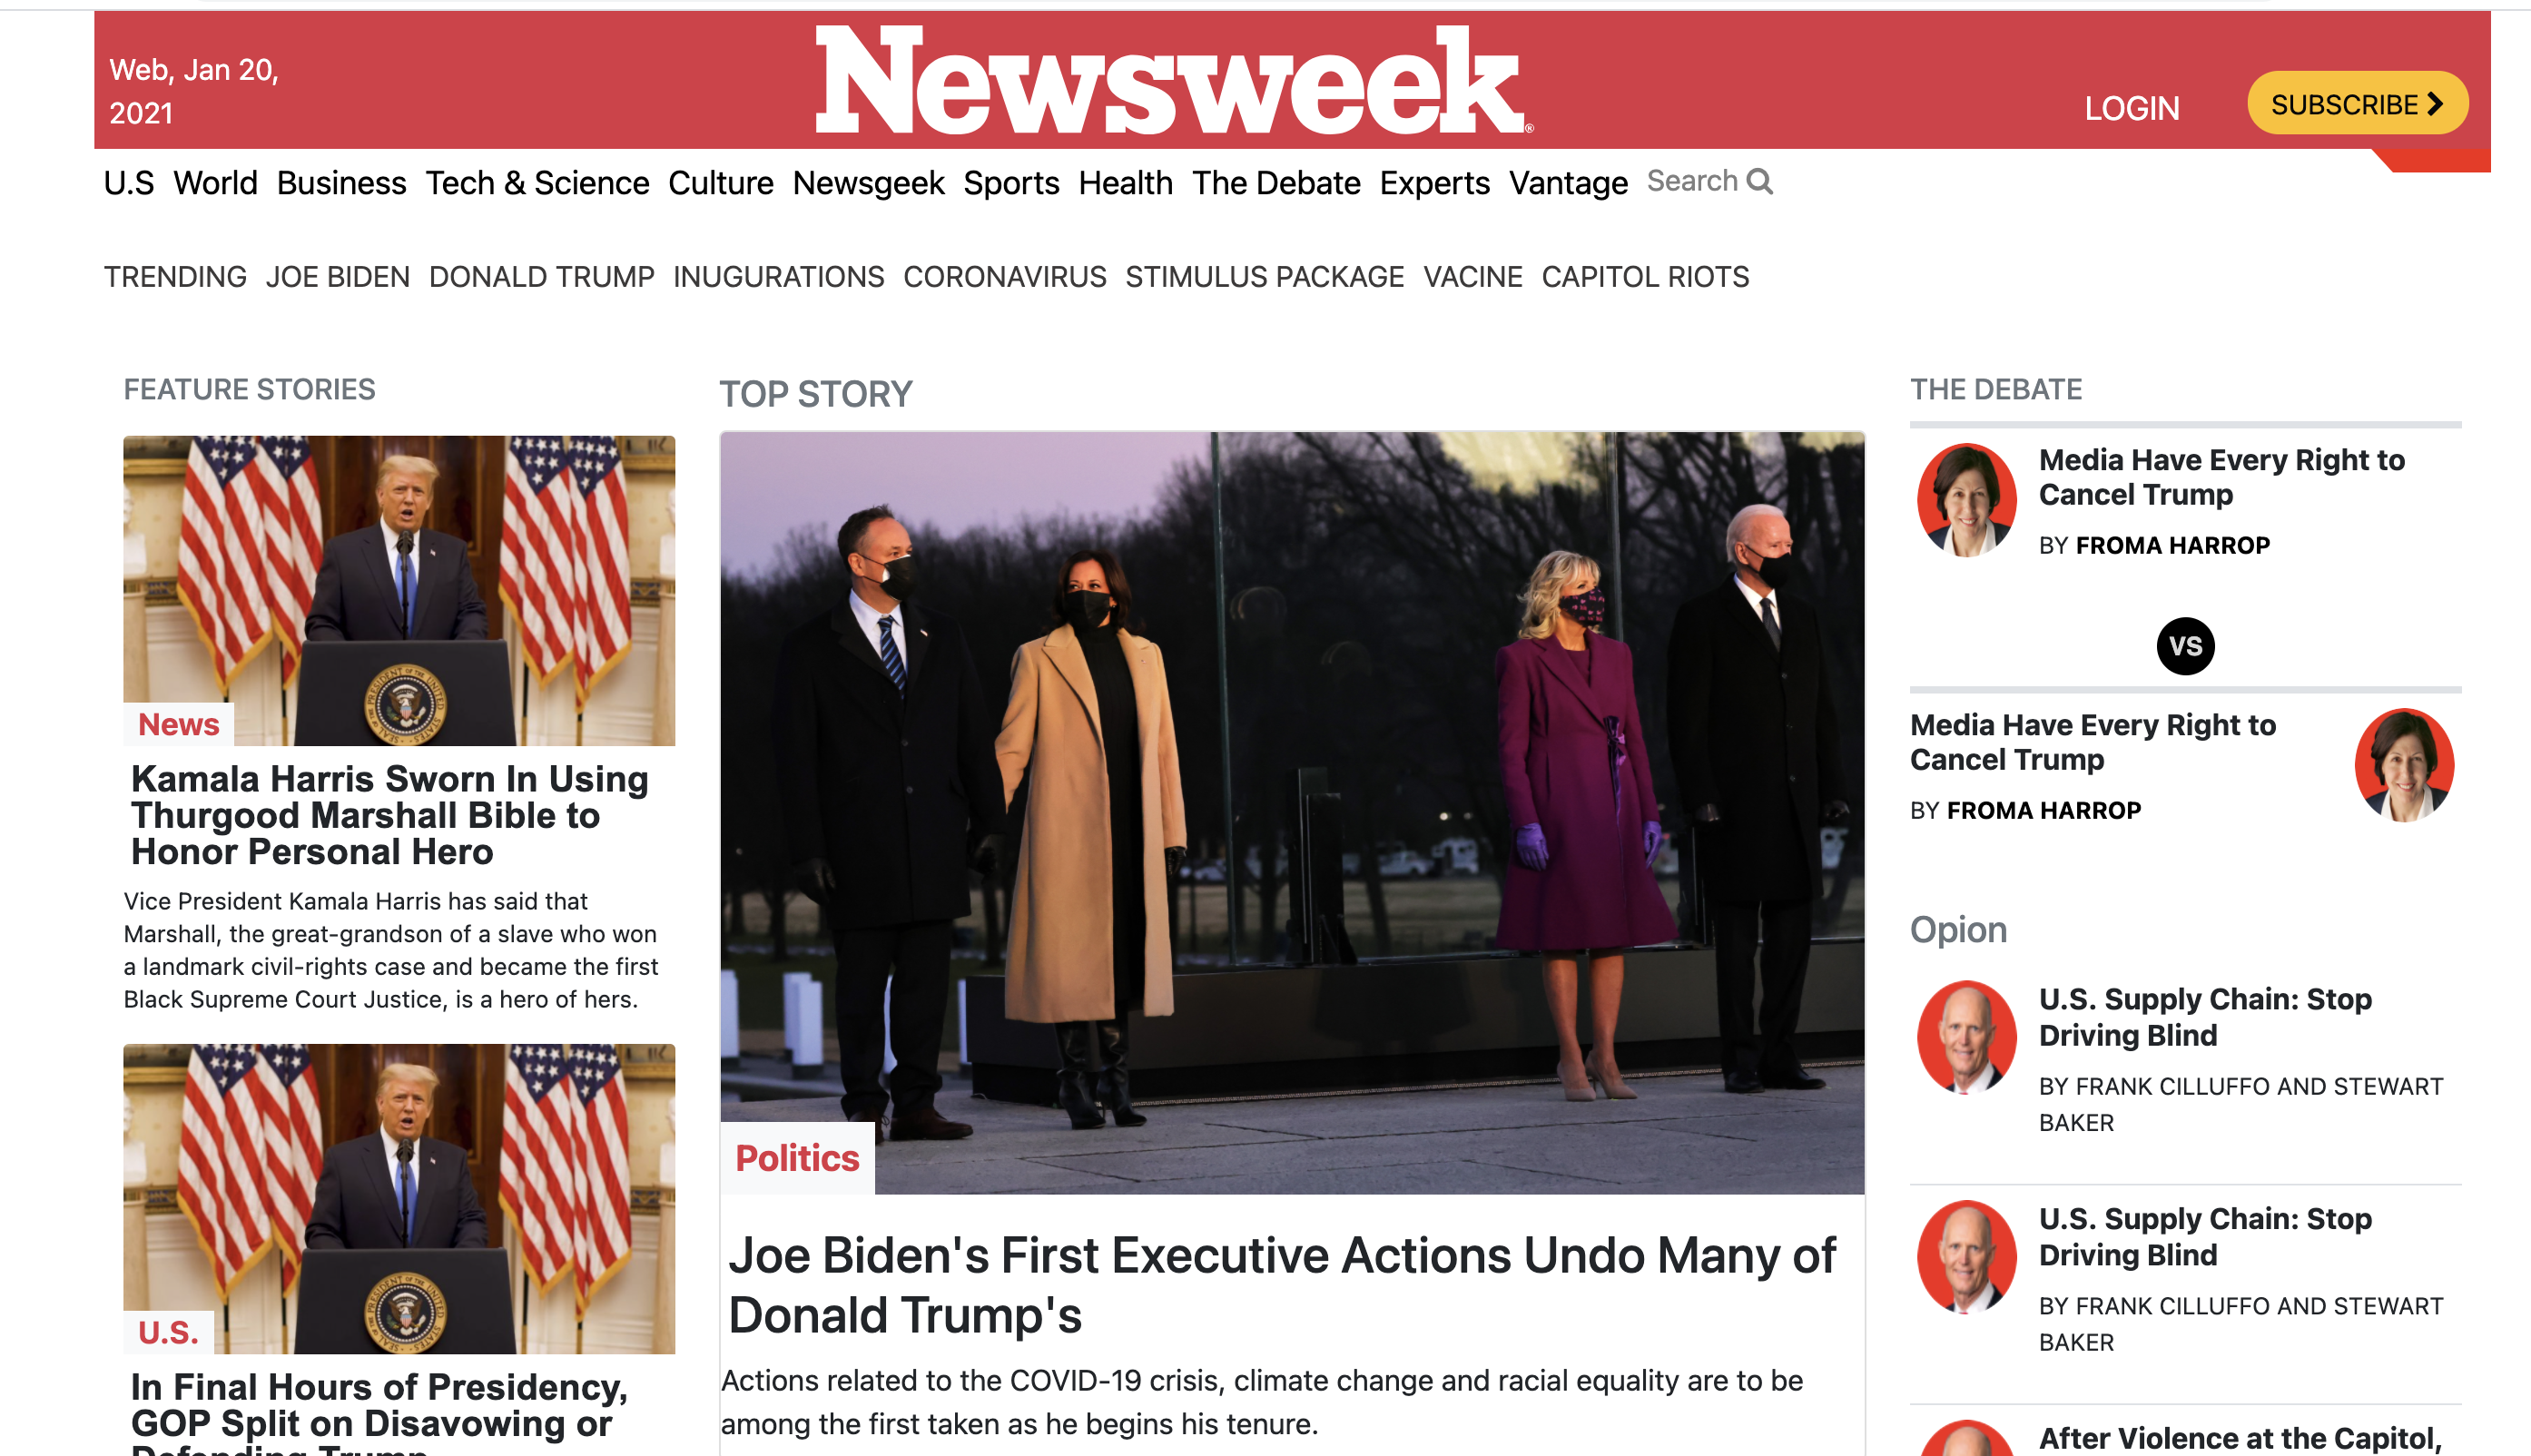 Web, Jan 20,
2021
Newsweek®
LOGIN
SUBSCRIBE
U.S World Business Tech & Science Culture Newsgeek Sports Health The Debate Experts Vantage Search
TRENDING JOE BIDEN DONALD TRUMP INUGURATIONS CORONAVIRUS STIMULUS PACKAGE VACINE CAPITOL RIOTS
FEATURE STORIES
News
Kamala Harris Sworn In Using
Thurgood Marshall Bible to
Honor Personal Hero
Vice President Kamala Harris has said that
Marshall, the great-grandson of a slave who won
a landmark civil-rights case and became the first
Black Supreme Court Justice, is a hero of hers.
U.S.
In Final Hours of Presidency,
GOP Split on Disavowing or
Defending Trump
TOP STORY
Politics
Joe Biden's First Executive Actions Undo Many of
Donald Trump's
Actions related to the COVID-19 crisis, climate change and racial equality are to be
among the first taken as he begins his tenure.
THE DEBATE
Media Have Every Right to
Cancel Trump
BY FROMA HARROP
VS
Media Have Every Right to
Cancel Trump
BY FROMA HARROP
Opion
U.S. Supply Chain: Stop
Driving Blind
BY FRANK CILLUFFO AND STEWART
BAKER
U.S. Supply Chain: Stop
Driving Blind
BY FRANK CILLUFFO AND STEWART
BAKER
After Violence at the Capitol,